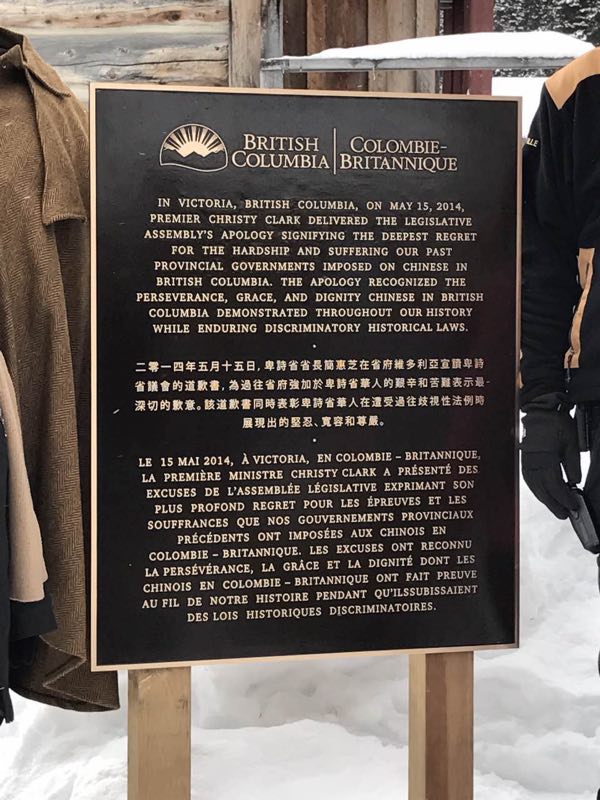 BRITISH COLUMBIA
COLOMBIE-BRITANNIQUE
IN VICTORIA, BRITISH COLUMBIA, ON MAY 15, 2014,
PREMIER CHRISTY CLARK DELIVERED THE LEGISLATIVE
ASSEMBLY'S APOLOGY SIGNIFYING THE DEEPEST REGRET
FOR THE HARDSHIP AND SUFFERING OUR PAST
PROVINCIAL GOVERNMENTS IMPOSED ON CHINESE IN
BRITISH COLUMBIA. THE APOLOGY RECOGNIZED THE
PERSEVERANCE, GRACE, AND DIGNITY CHINESE IN BRITISH
COLUMBIA DEMONSTRATED THROUGHOUT OUR HISTORY
WHILE ENDURING DISCRIMINATORY HISTORICAL LAWS.
二零一四年五月十五日, 卑詩省省長簡惠芝在省府維多利亞宣讀卑詩
省議會的道歉書, 為過往省府強加於卑詩省華人的艱辛和苦難表示最
深切的歉意。該道歉書同時表彰卑詩省華人在遭受過往歧視性法例時
展現出的堅忍、寬容和尊嚴。
LE 15 MAI 2014, À VICTORIA, EN COLOMBIE – BRITANNIQUE,
LA PREMIÈRE MINISTRE CHRISTY CLARK A PRÉSENTÉ DES
EXCUSES DE L'ASSEMBLÉE LÉGISLATIVE EXPRIMANT SON
PLUS PROFOND REGRET POUR LES ÉPREUVES ET LES
SOUFFRANCES QUE NOS GOUVERNEMENTS PROVINCIAUX
PRÉCÉDENTS ONT IMPOSÉES AUX CHINOIS EN
COLOMBIE – BRITANNIQUE. LES EXCUSES ONT RECONNU
LA PERSÉVÉRANCE, LA GRÂCE ET LA DIGNITÉ DONT LES
CHINOIS EN COLOMBIE – BRITANNIQUE ONT FAIT PREUVE
AU FIL DE NOTRE HISTOIRE PENDANT QU'ILSSUBISSAIENT
DES LOIS HISTORIQUES DISCRIMINATOIRES.